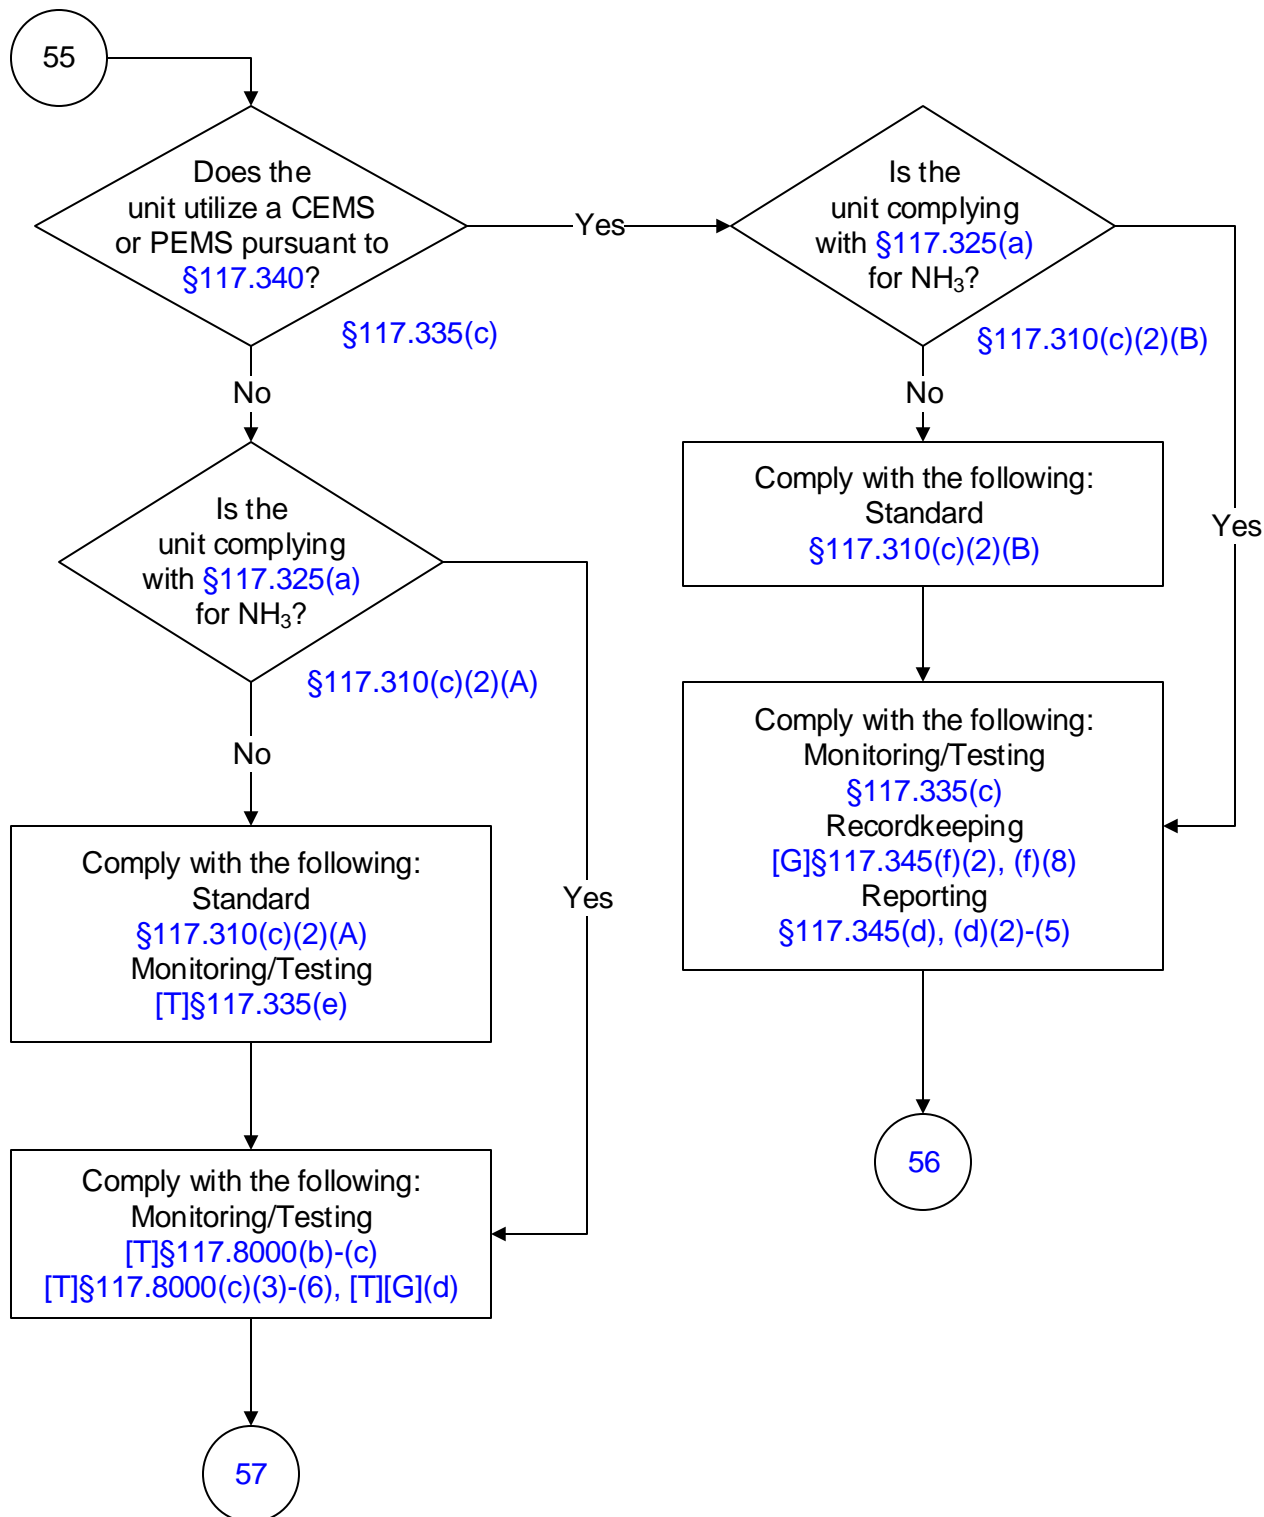 55
Does the
unit utilize a CEMS
or PEMS pursuant to
§117.340?
§117.335(c)
Yes
Is the
unit complying
with §117.325(a)
for NH₃?
§117.310(c)(2)(B)
No
Comply with the following:
Standard
§117.310(c)(2)(B)
Yes
Comply with the following:
Monitoring/Testing
§117.335(c)
Recordkeeping
[G]§117.345(f)(2), (f)(8)
Reporting
§117.345(d), (d)(2)-(5)
56
No
Is the
unit complying
with §117.325(a)
for NH₃?
§117.310(c)(2)(A)
No
Comply with the following:
Standard
§117.310(c)(2)(A)
Monitoring/Testing
[T]§117.335(e)
Yes
Comply with the following:
Monitoring/Testing
[T]§117.8000(b)-(c)
[T]§117.8000(c)(3)-(6), [T][G](d)
57